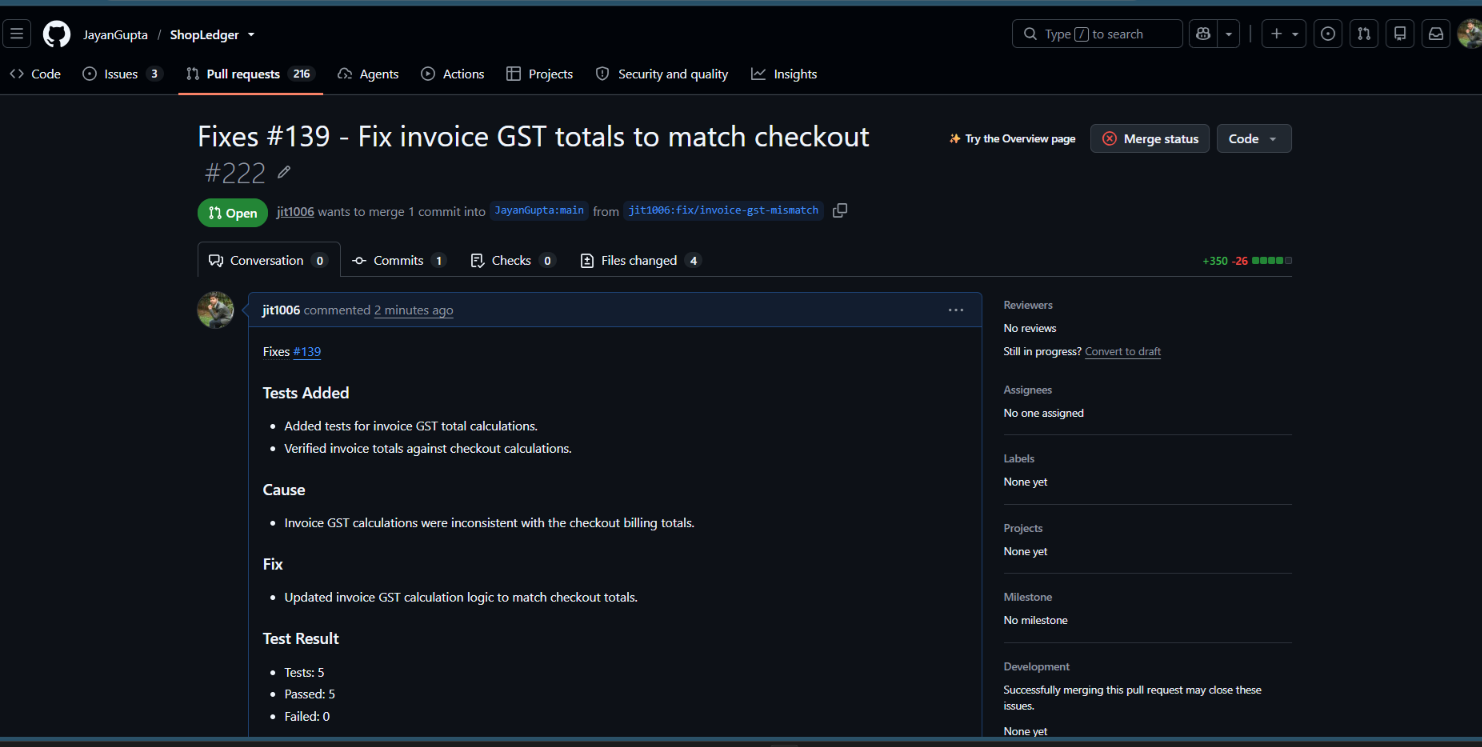 JayanGupta / ShopLedger
Type / to search
Code
Issues 3
Pull requests 216
Agents
Actions
Projects
Security and quality
Insights
Fixes #139 - Fix invoice GST totals to match checkout
#222
Try the Overview page
Merge status
Code
Open
jit1006 wants to merge 1 commit into JayanGupta:main from jit1006:fix/invoice-gst-mismatch
Conversation 0
Commits 1
Checks 0
Files changed 4
+350 -26
jit1006 commented 2 minutes ago
Fixes #139
Tests Added
• Added tests for invoice GST total calculations.
• Verified invoice totals against checkout calculations.
Cause
• Invoice GST calculations were inconsistent with the checkout billing totals.
Fix
• Updated invoice GST calculation logic to match checkout totals.
Test Result
• Tests: 5
• Passed: 5
• Failed: 0
Reviewers
No reviews
Still in progress? Convert to draft
Assignees
No one assigned
Labels
None yet
Projects
None yet
Milestone
No milestone
Development
Successfully merging this pull request may close these
issues.
None yet